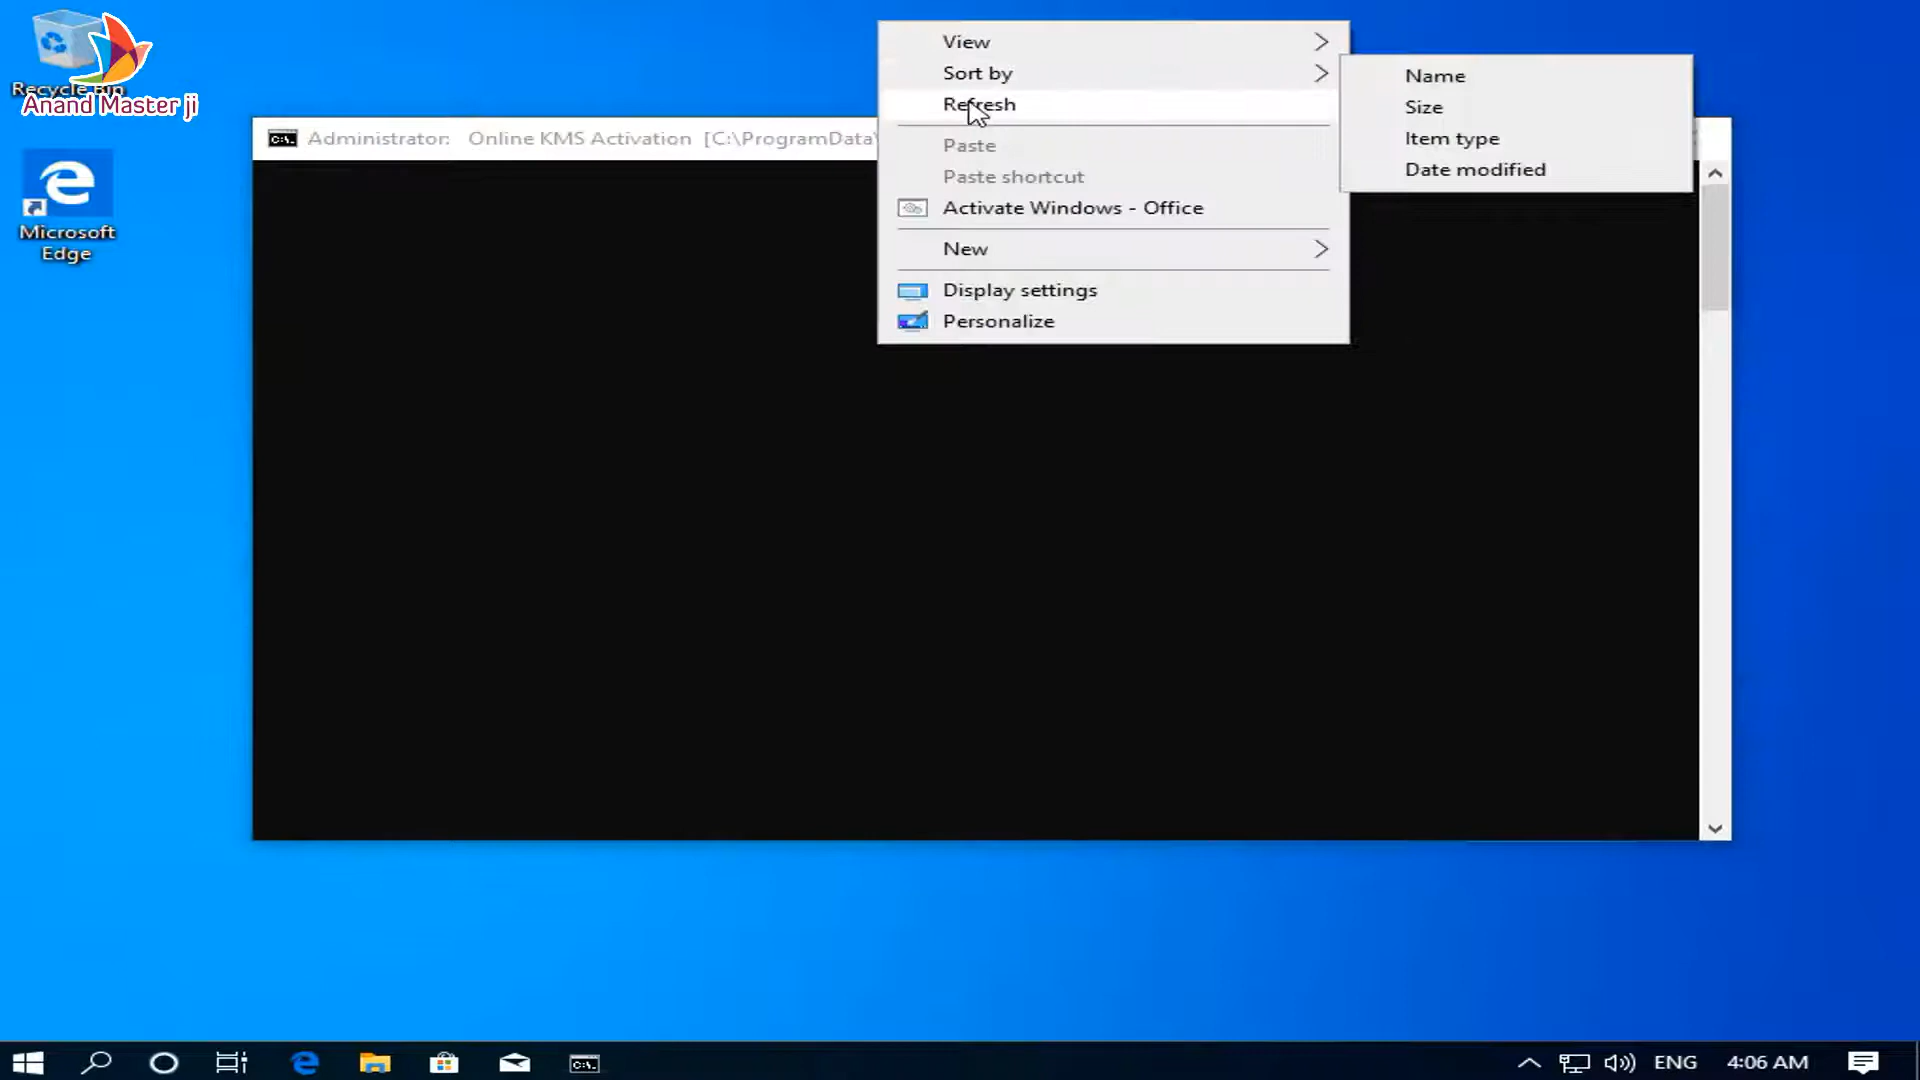 Recycle Bin
Anand Master ji
Microsoft
Edge
Administrator: Online KMS Activation [C:\ProgramData\
View
Sort by
Refresh
Paste
Paste shortcut
Activate Windows - Office
New
Display settings
Personalize
Name
Size
Item type
Date modified
ENG
4:06 AM